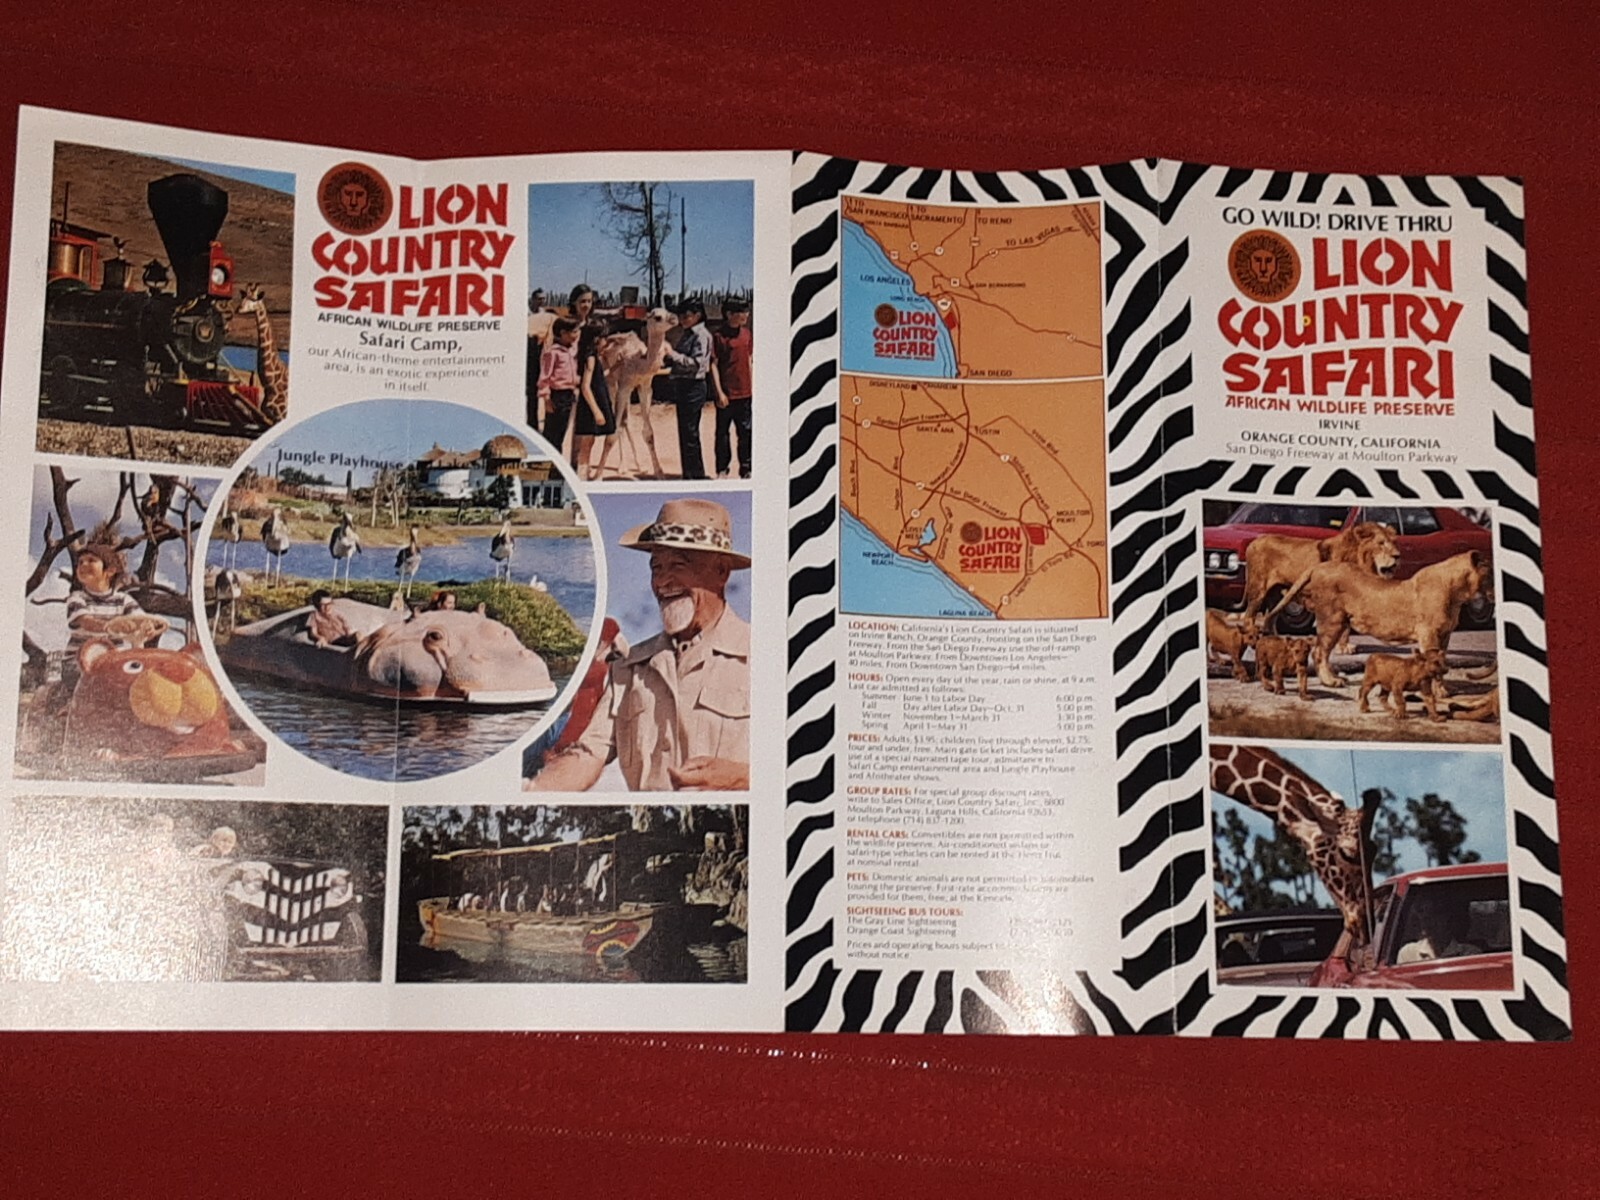 LION
COUNTRY
SAFARI
AFRICAN WILDLIFE PRESERVE
Safari Camp,
our African-theme entertainment
area, is an exotic experience
in itself.
Jungle Playhouse
TO
SAN FRANCISCO
TO
SACRAMENTO
TO RENO
TO LAS VEGAS
LOS ANGELES
LONG BEACH
SAN BERNARDINO
LION
COUNTRY
SAFARI
SAN DIEGO
DISNEYLAND
ANAHEIM
Garden Grove Freeway
SANTA ANA
TUSTIN
San Diego Freeway
COSTA
MESA
MOULTON
PKWY.
EL TORO
LION
COUNTRY
SAFARI
NEWPORT
BEACH
LAGUNA BEACH
LOCATION: California's Lion Country Safari is situated
on Irvine Ranch, Orange County, fronting on the San Diego
Freeway. From the San Diego Freeway use the off-ramp
at Moulton Parkway. From Downtown Los Angeles—
40 miles, From Downtown San Diego—64 miles.
HOURS: Open every day of the year, rain or shine, at 9 a.m.
Last car admitted as follows:
Summer June 1 to Labor Day 6:00 p.m.
Fall Day after Labor Day—Oct. 31 5:00 p.m.
Winter November 1—March 31 3:30 p.m.
Spring April 1—May 31 5:00 p.m.
PRICES: Adults, $3.95; children five through eleven, $2.75;
four and under, free. Main gate ticket includes safari drive,
use of a special narrated tape tour, admittance to
Safari Camp entertainment area and Jungle Playhouse
and Afrotheater shows.
GROUP RATES: For special group discount rates,
write to Sales Office, Lion Country Safari, Inc., 8800
Moulton Parkway, Laguna Hills, California 92653,
or telephone (714) 837-1200.
RENTAL CARS: Convertibles are not permitted within
the wildlife preserve. Air-conditioned sedans or
safari-type vehicles can be rented at the Hertz
at nominal rental.
PETS: Domestic animals are not permitted in automobiles
touring the preserve. First-rate accommodations are
provided for them, free, at the Kennels.
SIGHTSEEING BUS TOURS:
The Gray Line Sightseeing
Orange Coast Sightseeing
Prices and operating hours subject to
without notice.
GO WILD! DRIVE THRU
LION
COUNTRY
SAFARI
AFRICAN WILDLIFE PRESERVE
IRVINE
ORANGE COUNTY, CALIFORNIA
San Diego Freeway at Moulton Parkway